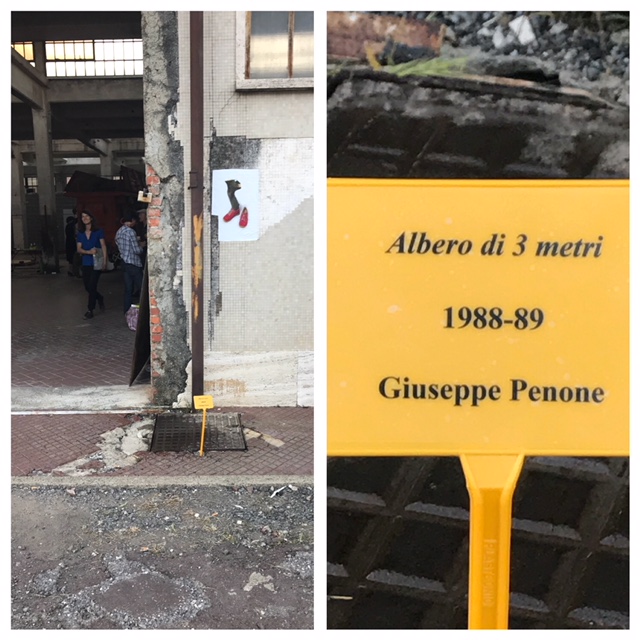 Albero di 3 metri
1988-89
Giuseppe Penone